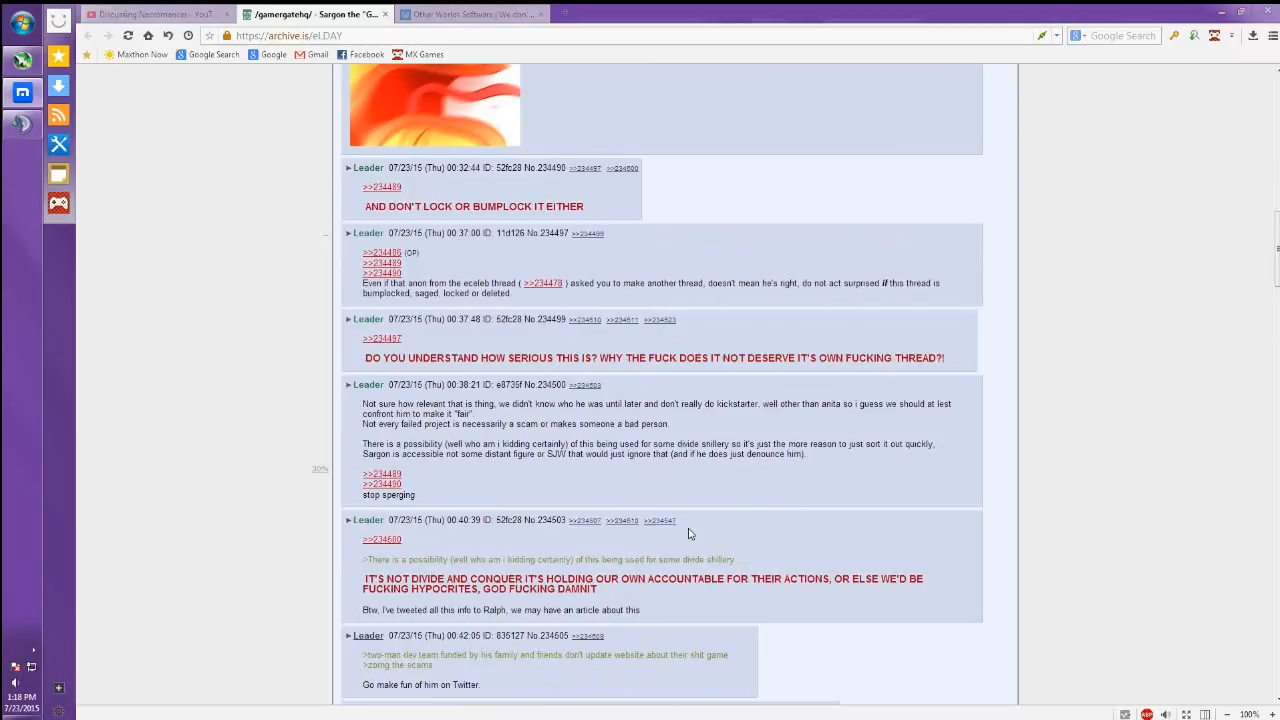 Discussing Necromancer - YouT
/gamergatehq/ - Sargon the "G...
Other Worlds Software | We don'...
https://archive.is/eLDAY
Google Search
Maxthon Now
Google Search
Google
Gmail
Facebook
MX Games
Leader 07/23/15 (Thu) 00:32:44 ID: 52fc28 No.234490 >>234497 >>234500
>>234489
AND DON'T LOCK OR BUMPLOCK IT EITHER
Leader 07/23/15 (Thu) 00:37:00 ID: 11d126 No.234497 >>234499
>>234486 (OP)
>>234489
>>234490
Even if that anon from the eceleb thread ( >>234478 ) asked you to make another thread, doesn't mean he's right, do not act surprised if this thread is
bumplocked, saged, locked or deleted.
Leader 07/23/15 (Thu) 00:37:48 ID: 52fc28 No.234499 >>234510 >>234511 >>234523
>>234497
DO YOU UNDERSTAND HOW SERIOUS THIS IS? WHY THE FUCK DOES IT NOT DESERVE IT'S OWN FUCKING THREAD?!
Leader 07/23/15 (Thu) 00:38:21 ID: e8735f No.234500 >>234503
Not sure how relevant that is thing, we didn't know who he was until later and don't really do kickstarter, well other than anita so i guess we should at lest
confront him to make it "fair".
Not every failed project is necessarily a scam or makes someone a bad person.
There is a possibility (well who am i kidding certainly) of this being used for some divide shillery so it's just the more reason to just sort it out quickly,
Sargon is accessible not some distant figure or SJW that would just ignore that (and if he does just denounce him).
30%
>>234489
>>234490
stop sperging
Leader 07/23/15 (Thu) 00:40:39 ID: 52fc28 No.234503 >>234507 >>234510 >>234547
>>234500
>There is a possibility (well who am i kidding certainly) of this being used for some divide shillery
IT'S NOT DIVIDE AND CONQUER IT'S HOLDING OUR OWN ACCOUNTABLE FOR THEIR ACTIONS, OR ELSE WE'D BE
FUCKING HYPOCRITES, GOD FUCKING DAMNIT
Btw, I've tweeted all this info to Ralph, we may have an article about this
Leader 07/23/15 (Thu) 00:42:05 ID: 835127 No.234505 >>234509
>two-man dev team funded by his family and friends don't update website about their shit game
>zomg the scams
Go make fun of him on Twitter.
1:18 PM
7/23/2015
ABP
100%